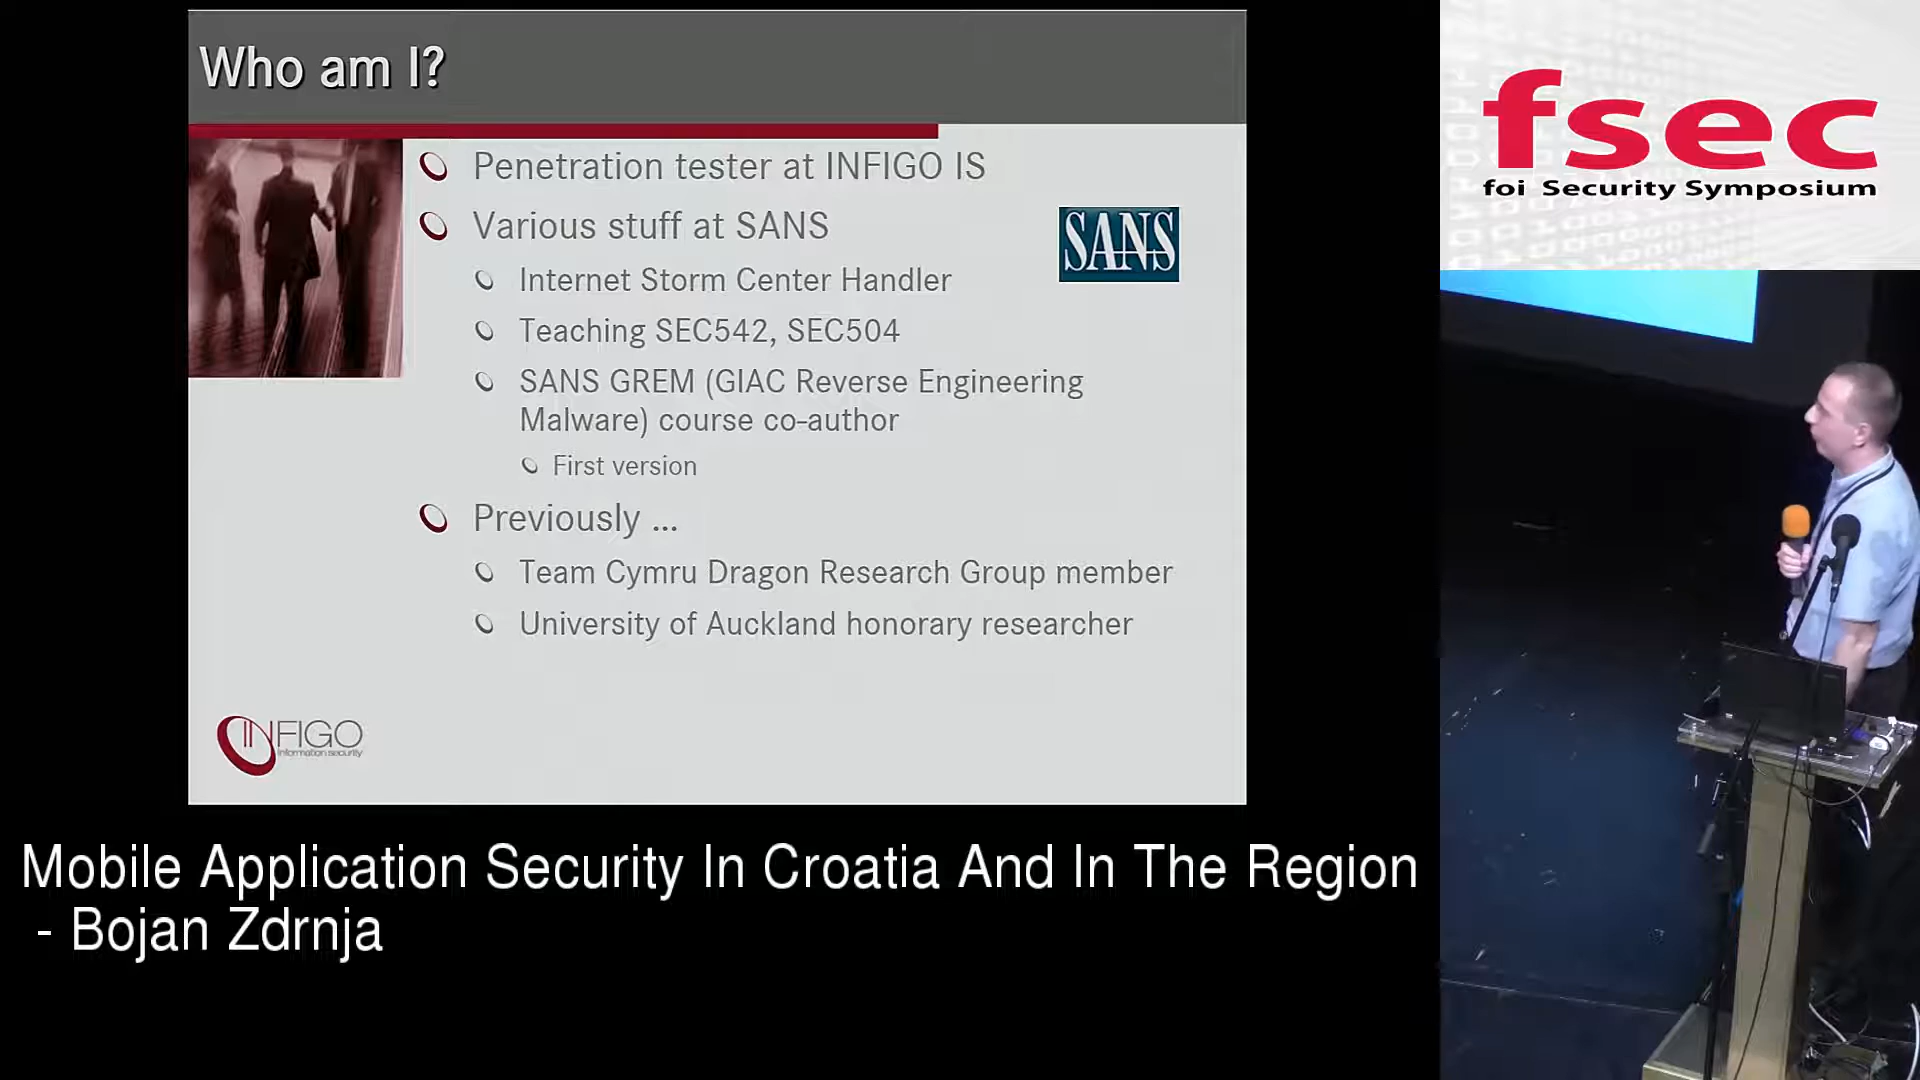 Who am I?
Penetration tester at INFIGO IS
Various stuff at SANS
SANS
Internet Storm Center Handler
Teaching SEC542, SEC504
SANS GREM (GIAC Reverse Engineering
Malware) course co-author
First version
Previously ...
Team Cymru Dragon Research Group member
University of Auckland honorary researcher
INFIGO
information security
fsec
foi Security Symposium
Mobile Application Security In Croatia And In The Region
- Bojan Zdrnja